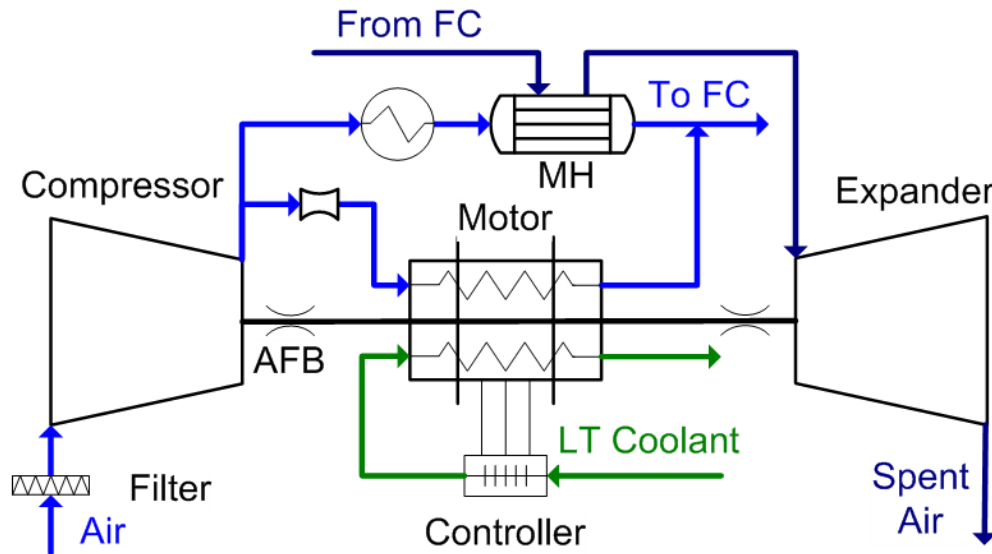 From FC
To FC
MH
Compressor
Expander
Motor
AFB
LT Coolant
Filter
Air
Controller
Spent
Air